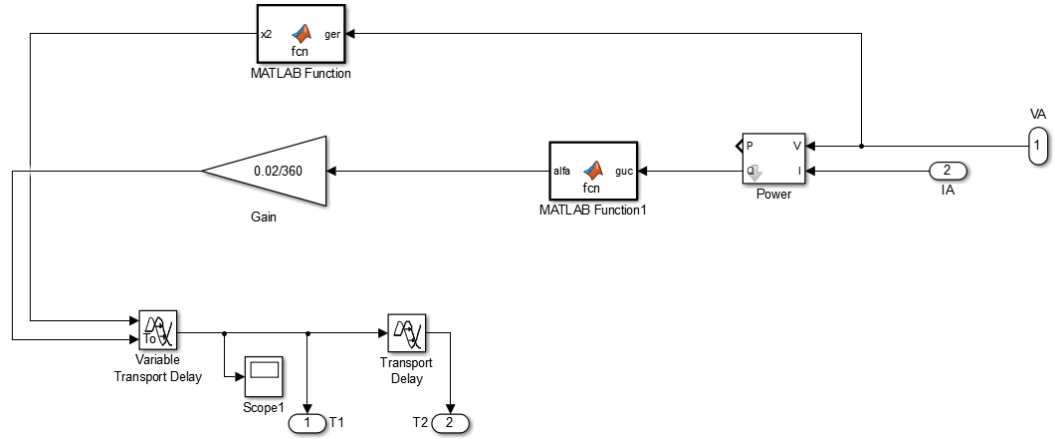 x2
ger
fcn
MATLAB Function
VA
1
P
V
0.02/360
alfa
guc
fcn
Q
I
2
Power
IA
MATLAB Function1
Gain
To
Variable
Transport Delay
Transport
Delay
Scope1
1
T1
T2
2